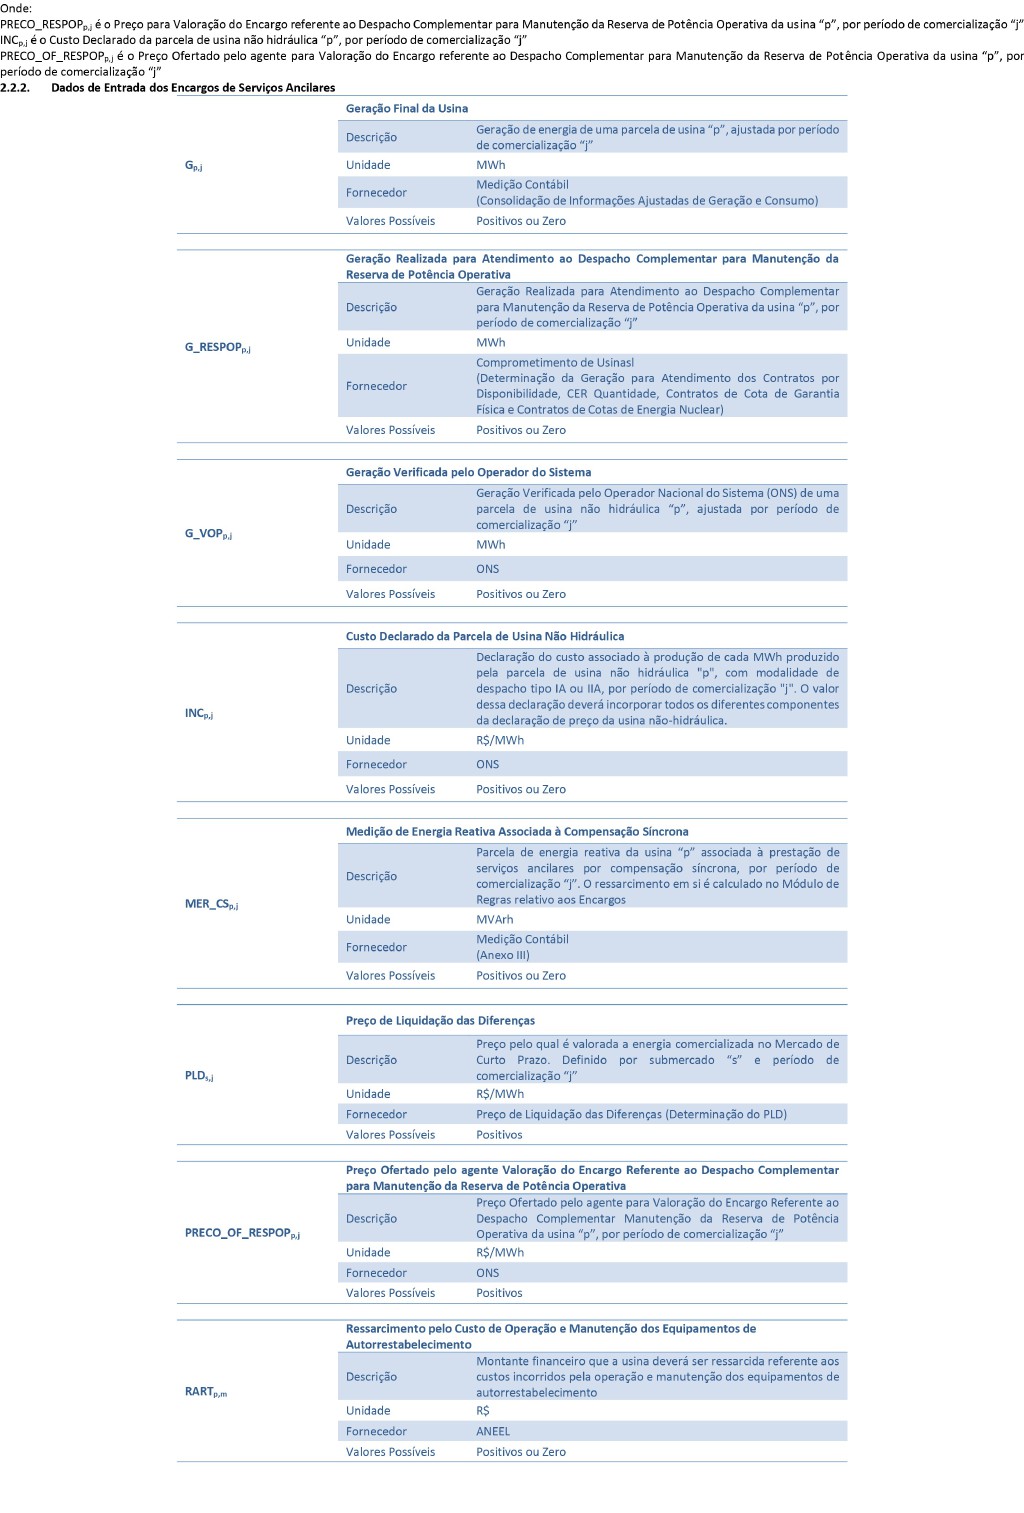 Onde:
PRECO_RESPOPp,j é o Preço para Valoração do Encargo referente ao Despacho Complementar para Manutenção da Reserva de Potência Operativa da usina “p”, por período de comercialização “j”
INCp,j é o Custo Declarado da parcela de usina não hidráulica “p”, por período de comercialização “j”
PRECO_OF_RESPOPp,j é o Preço Ofertado pelo agente para Valoração do Encargo referente ao Despacho Complementar para Manutenção da Reserva de Potência Operativa da usina “p”, por
período de comercialização “j”
2.2.2. Dados de Entrada dos Encargos de Serviços Ancilares
Gp,j
Geração Final da Usina
Descrição
Geração de energia de uma parcela de usina “p”, ajustada por período
de comercialização “j”
Unidade
MWh
Fornecedor
Medição Contábil
(Consolidação de Informações Ajustadas de Geração e Consumo)
Valores Possíveis
Positivos ou Zero
G_RESPOPp,j
Geração Realizada para Atendimento ao Despacho Complementar para Manutenção da
Reserva de Potência Operativa
Descrição
Geração Realizada para Atendimento ao Despacho Complementar
para Manutenção da Reserva de Potência Operativa da usina “p”, por
período de comercialização “j”
Unidade
MWh
Fornecedor
Comprometimento de Usinasl
(Determinação da Geração para Atendimento dos Contratos por
Disponibilidade, CER Quantidade, Contratos de Cota de Garantia
Física e Contratos de Cotas de Energia Nuclear)
Valores Possíveis
Positivos ou Zero
G_VOPp,j
Geração Verificada pelo Operador do Sistema
Descrição
Geração Verificada pelo Operador Nacional do Sistema (ONS) de uma
parcela de usina não hidráulica “p”, ajustada por período de
comercialização “j”
Unidade
MWh
Fornecedor
ONS
Valores Possíveis
Positivos ou Zero
INCp,j
Custo Declarado da Parcela de Usina Não Hidráulica
Descrição
Declaração do custo associado à produção de cada MWh produzido
pela parcela de usina não hidráulica "p", com modalidade de
despacho tipo IA ou IIA, por período de comercialização "j". O valor
dessa declaração deverá incorporar todos os diferentes componentes
da declaração de preço da usina não-hidráulica.
Unidade
R$/MWh
Fornecedor
ONS
Valores Possíveis
Positivos ou Zero
MER_CSp,j
Medição de Energia Reativa Associada à Compensação Síncrona
Descrição
Parcela de energia reativa da usina “p” associada à prestação de
serviços ancilares por compensação síncrona, por período de
comercialização “j”. O ressarcimento em si é calculado no Módulo de
Regras relativo aos Encargos
Unidade
MVArh
Fornecedor
Medição Contábil
(Anexo III)
Valores Possíveis
Positivos ou Zero
PLDs,j
Preço de Liquidação das Diferenças
Descrição
Preço pelo qual é valorada a energia comercializada no Mercado de
Curto Prazo. Definido por submercado “s” e período de
comercialização “j”
Unidade
R$/MWh
Fornecedor
Preço de Liquidação das Diferenças (Determinação do PLD)
Valores Possíveis
Positivos
PRECO_OF_RESPOPp,j
Preço Ofertado pelo agente Valoração do Encargo Referente ao Despacho Complementar
para Manutenção da Reserva de Potência Operativa
Descrição
Preço Ofertado pelo agente para Valoração do Encargo Referente ao
Despacho Complementar Manutenção da Reserva de Potência
Operativa da usina “p”, por período de comercialização “j”
Unidade
R$/MWh
Fornecedor
ONS
Valores Possíveis
Positivos
RARTp,m
Ressarcimento pelo Custo de Operação e Manutenção dos Equipamentos de
Autorrestabelecimento
Descrição
Montante financeiro que a usina deverá ser ressarcida referente aos
custos incorridos pela operação e manutenção dos equipamentos de
autorrestabelecimento
Unidade
R$
Fornecedor
ANEEL
Valores Possíveis
Positivos ou Zero